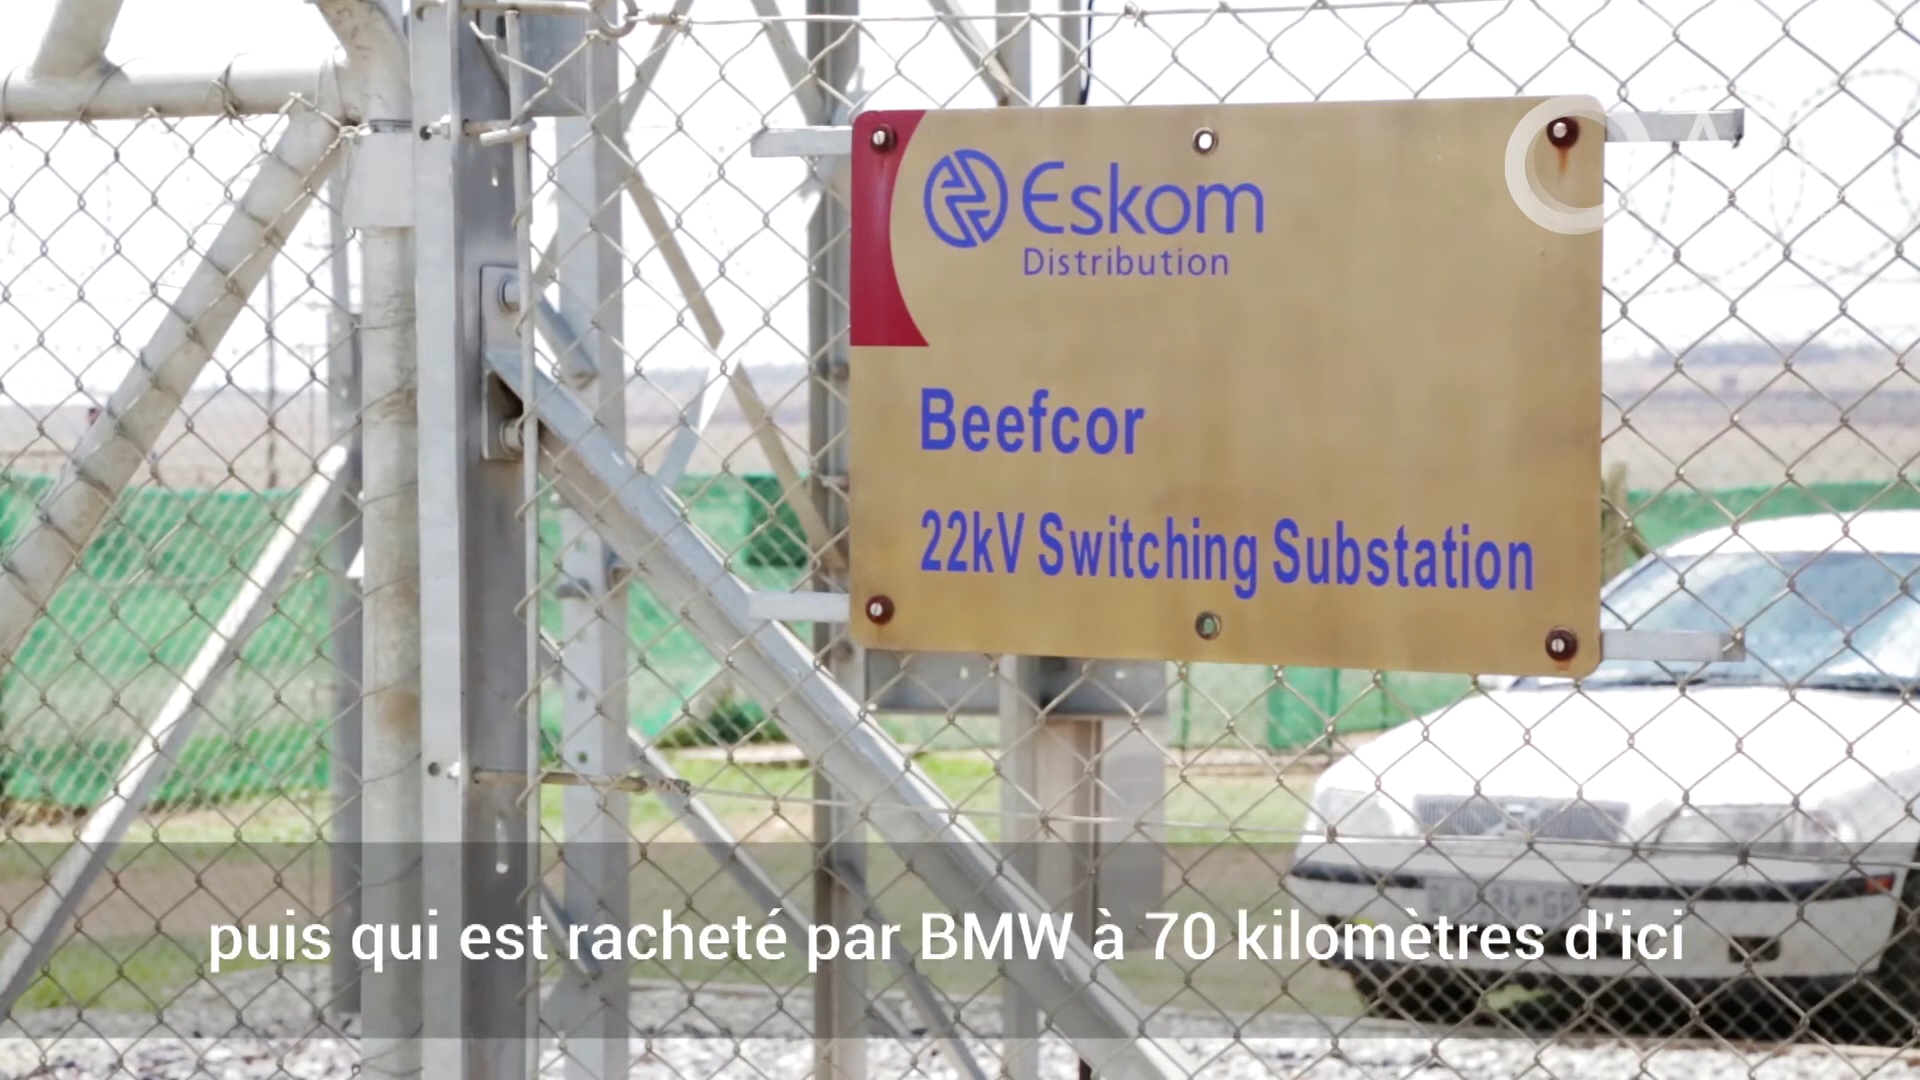 Eskom
Distribution
Beefcor
22kV Switching Substation
puis qui est racheté par BMW à 70 kilomètres d'ici